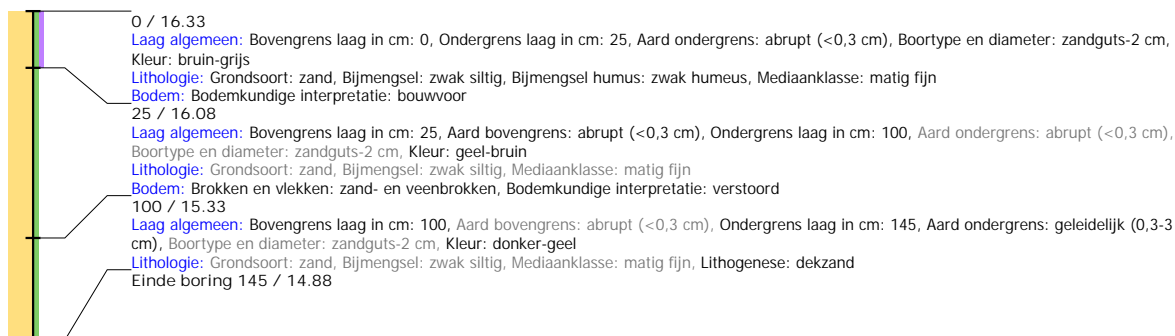 0 / 16.33
Laag algemeen: Bovengrens laag in cm: 0, Ondergrens laag in cm: 25, Aard ondergrens: abrupt (<0,3 cm), Boortype en diameter: zandguts-2 cm,
Kleur: bruin-grijs
Lithologie: Grondsoort: zand, Bijmengsel: zwak siltig, Bijmengsel humus: zwak humeus, Mediaanklasse: matig fijn
Bodem: Bodemkundige interpretatie: bouwvoor
25 / 16.08
Laag algemeen: Bovengrens laag in cm: 25, Aard bovengrens: abrupt (<0,3 cm), Ondergrens laag in cm: 100, Aard ondergrens: abrupt (<0,3 cm),
Boortype en diameter: zandguts-2 cm, Kleur: geel-bruin
Lithologie: Grondsoort: zand, Bijmengsel: zwak siltig, Mediaanklasse: matig fijn
Bodem: Brokken en vlekken: zand- en veenbrokken, Bodemkundige interpretatie: verstoord
100 / 15.33
Laag algemeen: Bovengrens laag in cm: 100, Aard bovengrens: abrupt (<0,3 cm), Ondergrens laag in cm: 145, Aard ondergrens: geleidelijk (0,3-3
cm), Boortype en diameter: zandguts-2 cm, Kleur: donker-geel
Lithologie: Grondsoort: zand, Bijmengsel: zwak siltig, Mediaanklasse: matig fijn, Lithogenese: dekzand
Einde boring 145 / 14.88